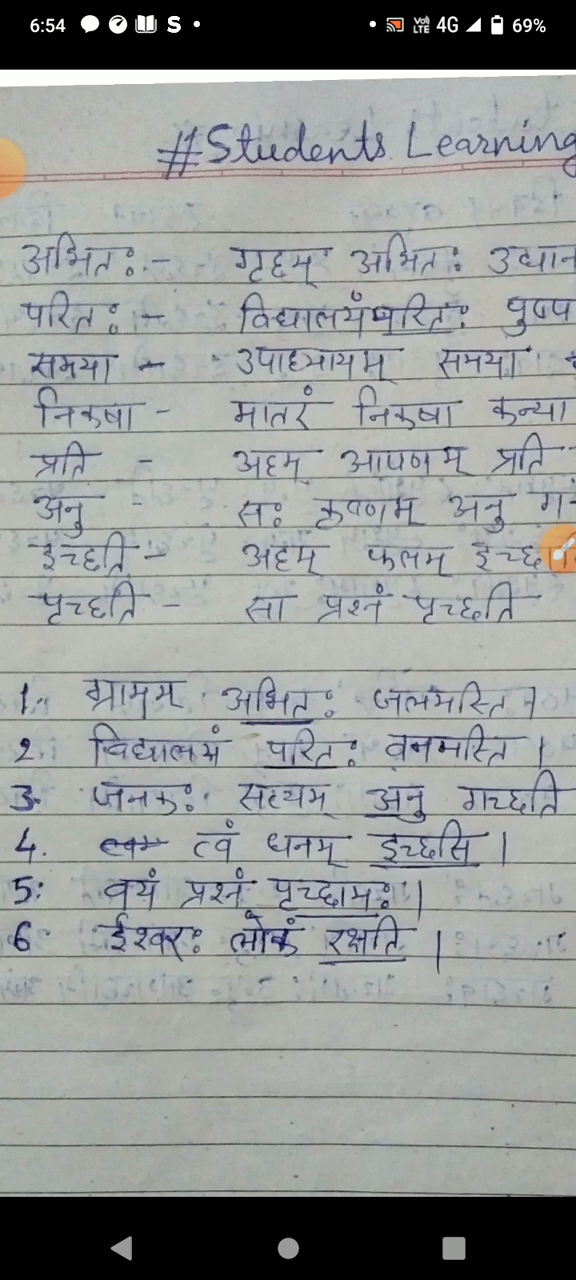 6:54 S 4G 69%
VoI LTE
#Students Learning
अभितः :- गृहम् अभितः उद्यान
परितः - विद्यालयं परितः पुष्प
समया - उपाध्यायम् समया
निकषा - मातरं निकषा कन्या
प्रति - अहम् आपणम् प्रति
अनु - सः कृष्णम् अनु ग
इच्छति - अहम् फलम् इच्छ
पृच्छति - सा प्रश्नं पृच्छति
1. ग्रामम् अभितः जलमस्ति।
2. विद्यालयं परितः वनमस्ति।
3. जनकः सत्यम् अनु गच्छति
4. त्वं धनम् इच्छसि।
5: वयं प्रश्नं पृच्छामः।
6 ईश्वरः लोकं रक्षति।